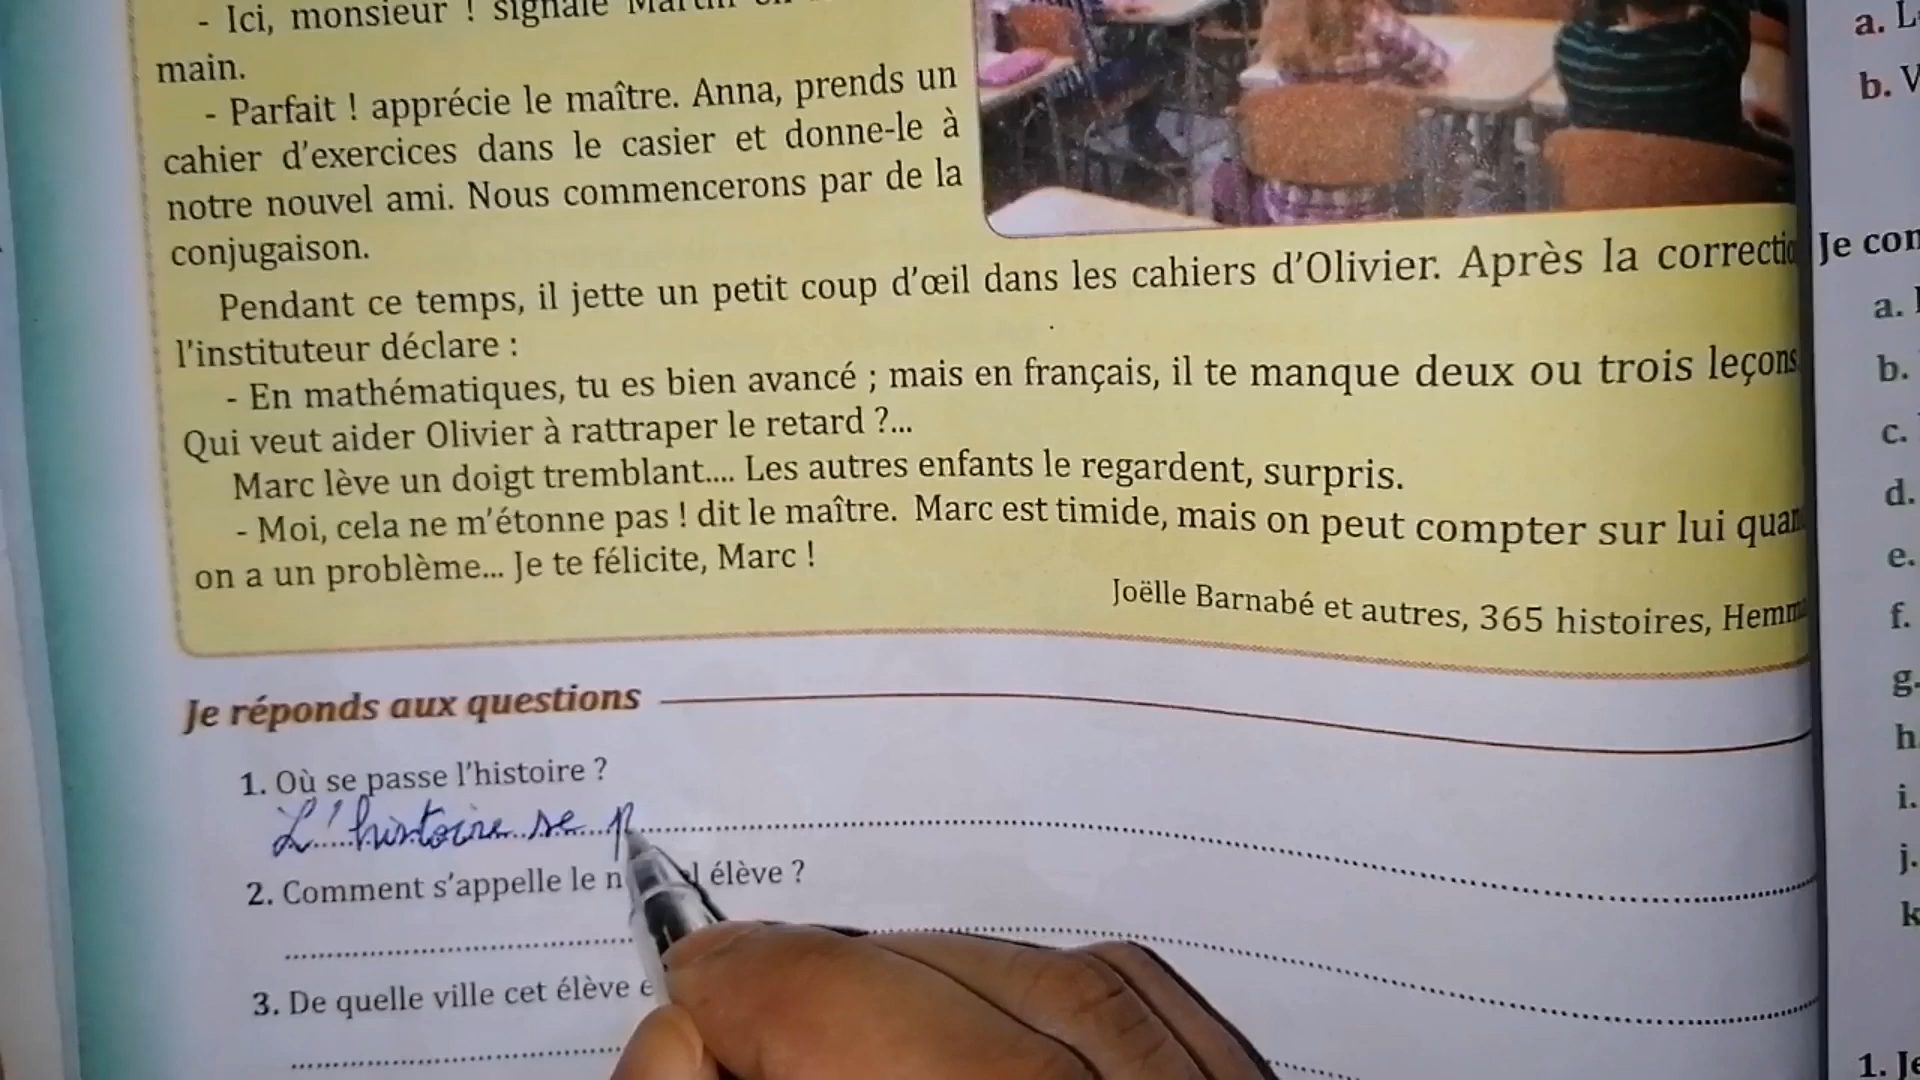 - Ici, monsieur ! signale Martin
main.
- Parfait ! apprécie le maître. Anna, prends un
cahier d'exercices dans le casier et donne-le à
notre nouvel ami. Nous commencerons par de la
conjugaison.
Pendant ce temps, il jette un petit coup d'œil dans les cahiers d'Olivier. Après la correctio
l'instituteur déclare :
- En mathématiques, tu es bien avancé ; mais en français, il te manque deux ou trois leçons
Qui veut aider Olivier à rattraper le retard ?...
Marc lève un doigt tremblant.... Les autres enfants le regardent, surpris.
- Moi, cela ne m'étonne pas ! dit le maître. Marc est timide, mais on peut compter sur lui quan
on a un problème... Je te félicite, Marc !
Joëlle Barnabé et autres, 365 histoires, Hemma
Je réponds aux questions
1. Où se passe l'histoire ?
L'histoire se p
2. Comment s'appelle le n l élève ?
3. De quelle ville cet élève e
a. L
b. V
Je con
a.
b.
c.
d.
e.
f.
g.
h
i.
j.
k
1. Je